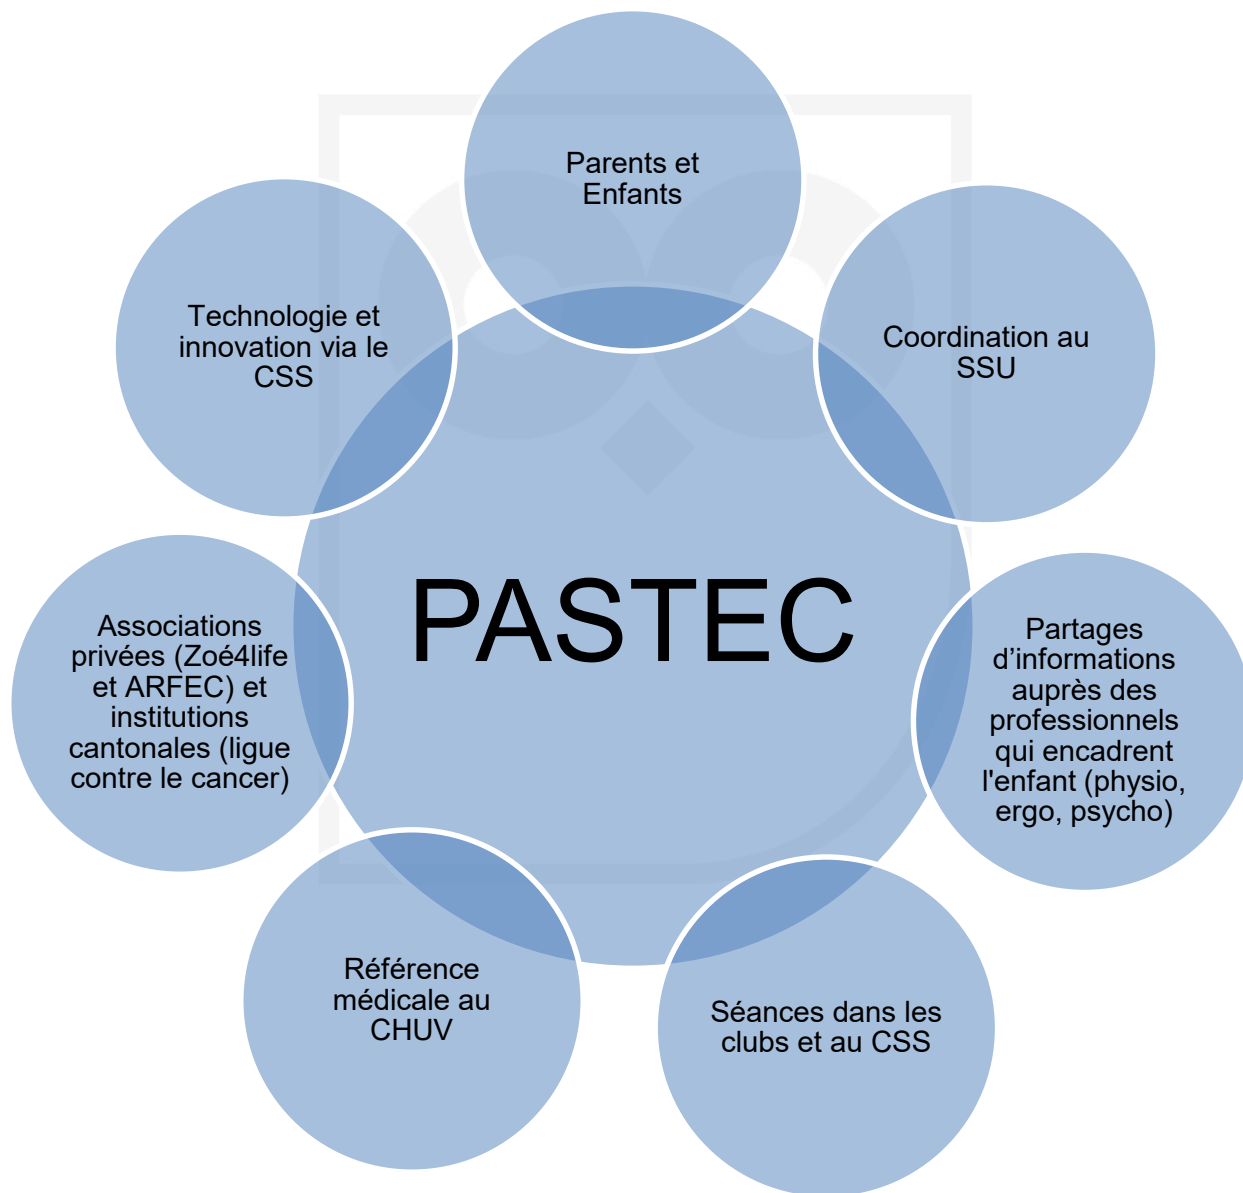 Parents et
Enfants
Coordination au
SSU
Partages
d’informations
auprès des
professionnels
qui encadrent
l'enfant (physio,
ergo, psycho)
Séances dans les
clubs et au CSS
Référence
médicale au
CHUV
Associations
privées (Zoé4life
et ARFEC) et
institutions
cantonales (ligue
contre le cancer)
Technologie et
innovation via le
CSS
PASTEC